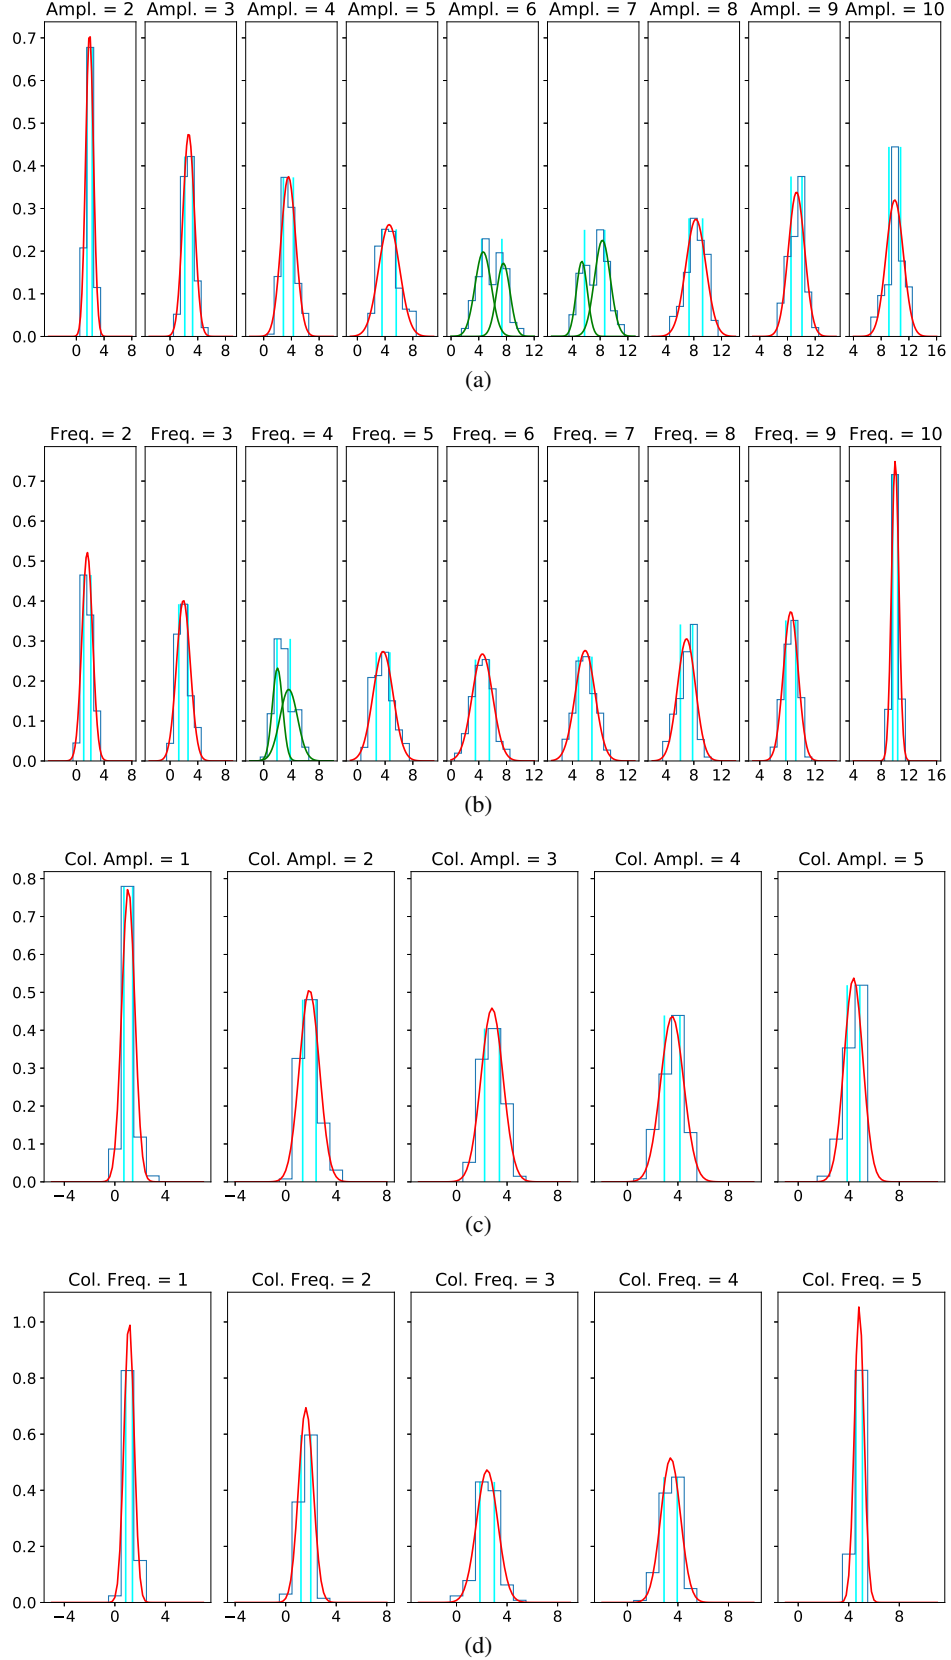 Ampl. = 2 Ampl. = 3 Ampl. = 4 Ampl. = 5 Ampl. = 6 Ampl. = 7 Ampl. = 8 Ampl. = 9 Ampl. = 10
0.7
0.6
0.5
0.4
0.3
0.2
0.1
0.0
0 4 8 0 4 8 0 4 8 0 4 8 0 4 8 12 4 8 12 4 8 12 4 8 12 4 8 12 16
(a)
Freq. = 2 Freq. = 3 Freq. = 4 Freq. = 5 Freq. = 6 Freq. = 7 Freq. = 8 Freq. = 9 Freq. = 10
0.7
0.6
0.5
0.4
0.3
0.2
0.1
0.0
0 4 8 0 4 8 0 4 8 0 4 8 0 4 8 12 4 8 12 4 8 12 4 8 12 4 8 12 16
(b)
Col. Ampl. = 1 Col. Ampl. = 2 Col. Ampl. = 3 Col. Ampl. = 4 Col. Ampl. = 5
0.8
0.7
0.6
0.5
0.4
0.3
0.2
0.1
0.0
−4 0 4 −4 0 4 8 0 4 8 0 4 8 0 4 8
(c)
Col. Freq. = 1 Col. Freq. = 2 Col. Freq. = 3 Col. Freq. = 4 Col. Freq. = 5
1.0
0.8
0.6
0.4
0.2
0.0
−4 0 4 −4 0 4 8 0 4 8 0 4 8 0 4 8
(d)